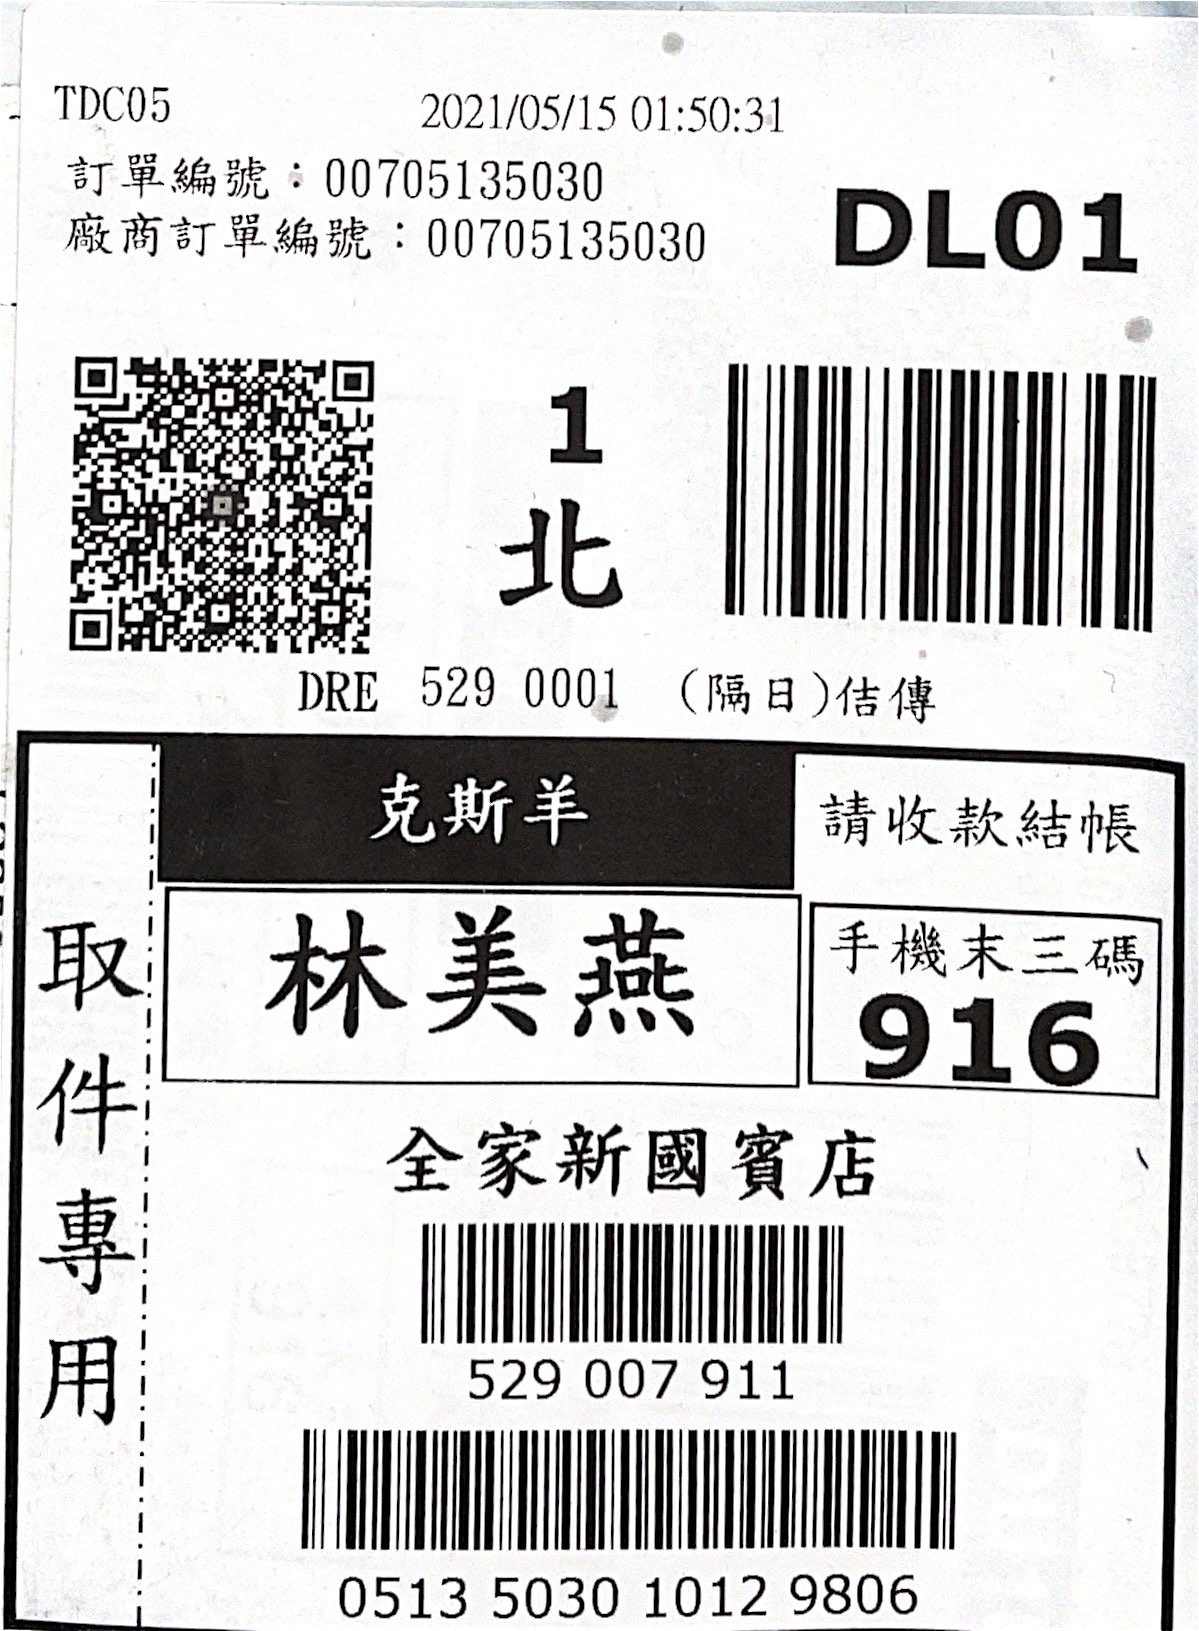 TDC05 2021/05/15 01:50:31
訂單編號：00705135030
廠商訂單編號：00705135030
DL01
1
北
DRE 529 0001 (隔日)佶傳
克斯羊
請收款結帳
林美燕
手機末三碼
916
取件專用
全家新國賓店
529 007 911
0513 5030 1012 9806